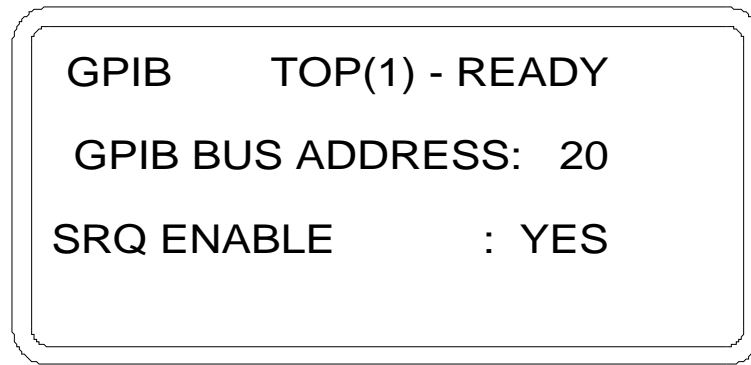 GPIB TOP(1) - READY
GPIB BUS ADDRESS: 20
SRQ ENABLE : YES